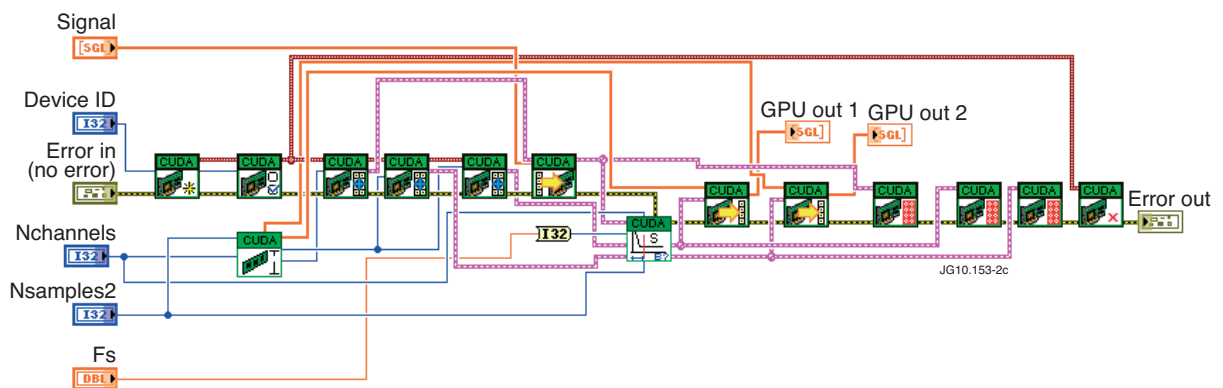 Signal
[SGL]
Device ID
I32
Error in
(no error)
Nchannels
I32
Nsamples2
I32
Fs
DBL
CUDA
CUDA
CUDA
CUDA
CUDA
CUDA
CUDA
I32
CUDA
S
B?
GPU out 1
SGL]
GPU out 2
SGL]
CUDA
CUDA
CUDA
CUDA
CUDA
CUDA
Error out
JG10.153-2c